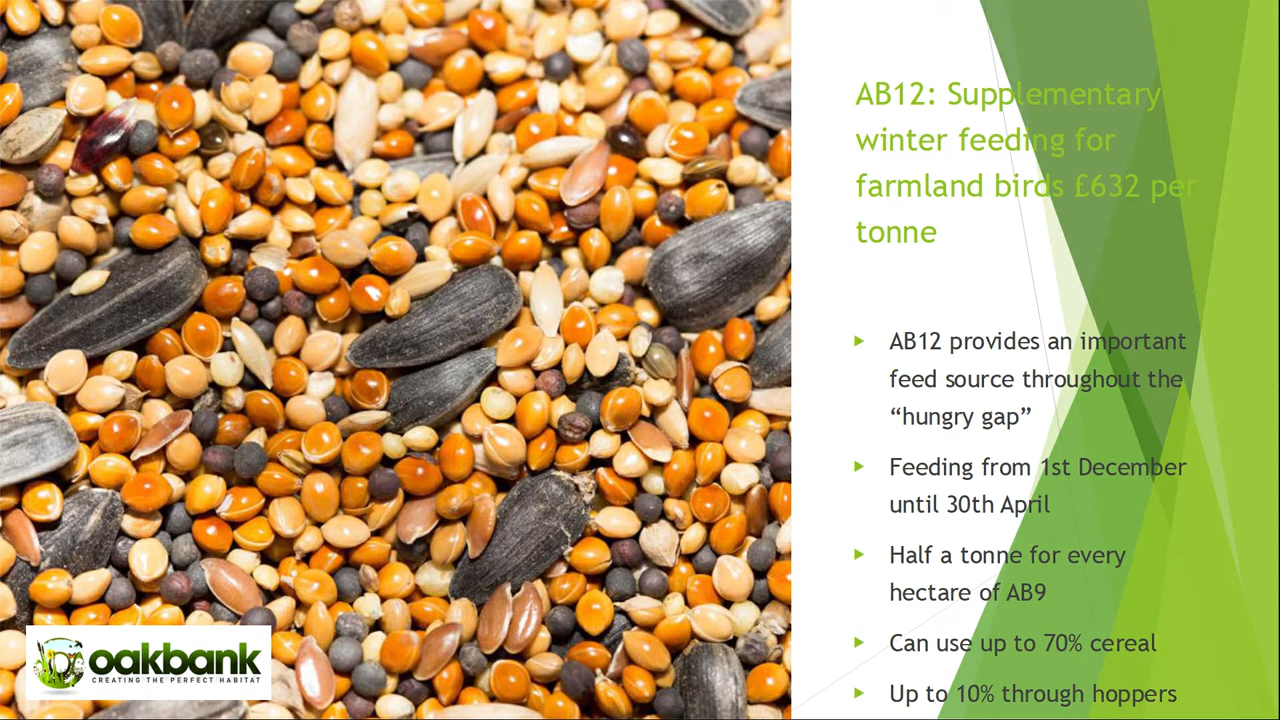 AB12: Supplementary
winter feeding for
farmland birds £632 per
tonne
AB12 provides an important
feed source throughout the
“hungry gap”
Feeding from 1st December
until 30th April
Half a tonne for every
hectare of AB9
Can use up to 70% cereal
Up to 10% through hoppers
oakbank
CREATING THE PERFECT HABITAT